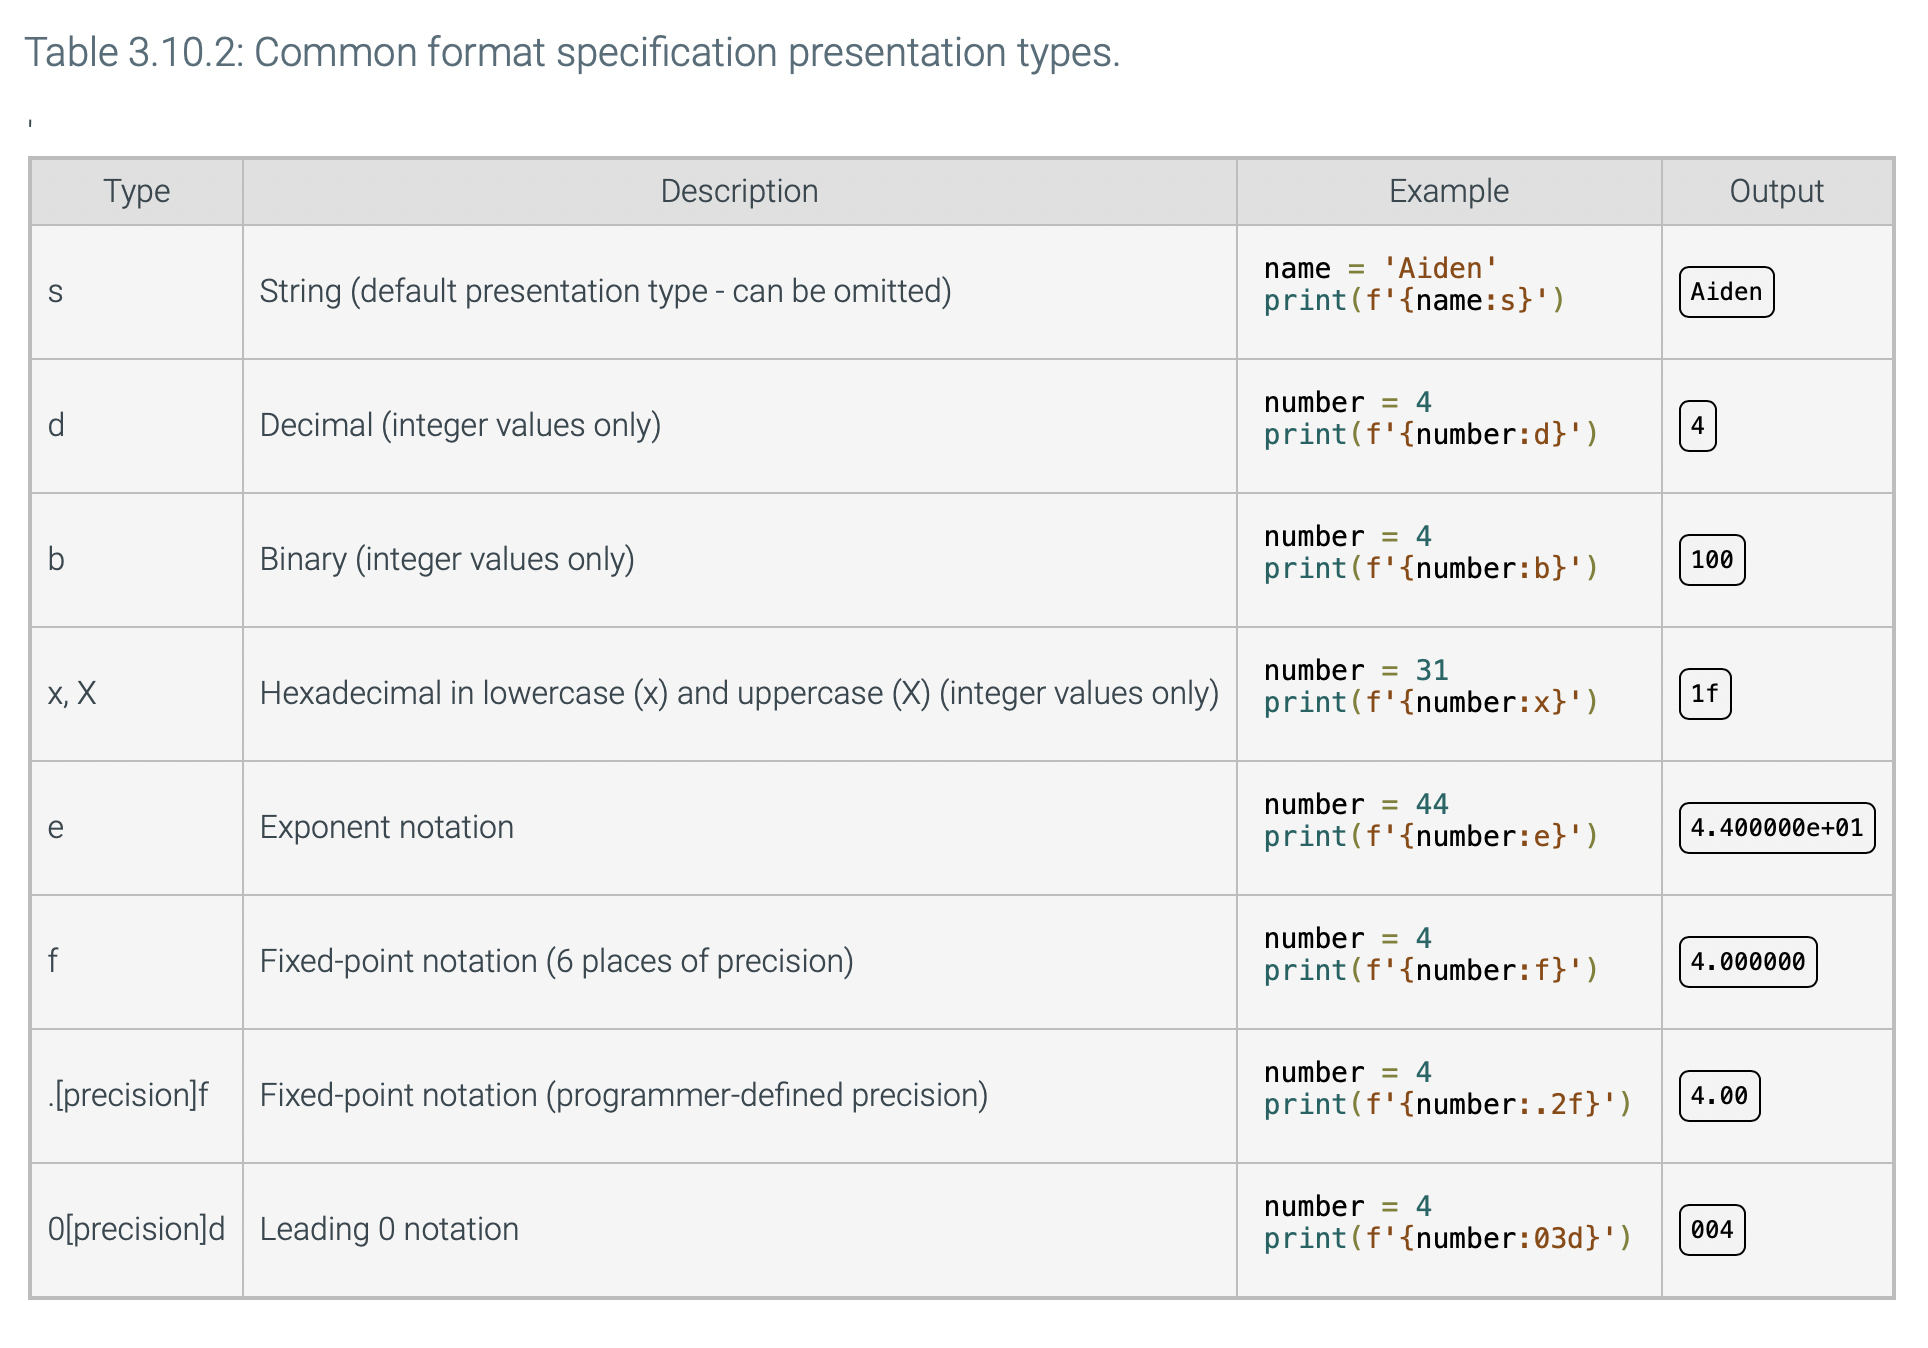 Table 3.10.2: Common format specification presentation types.
'
Type Description Example Output
s String (default presentation type - can be omitted) name = 'Aiden'
print(f'{name:s}') Aiden
d Decimal (integer values only) number = 4
print(f'{number:d}') 4
b Binary (integer values only) number = 4
print(f'{number:b}') 100
x, X Hexadecimal in lowercase (x) and uppercase (X) (integer values only) number = 31
print(f'{number:x}') 1f
e Exponent notation number = 44
print(f'{number:e}') 4.400000e+01
f Fixed-point notation (6 places of precision) number = 4
print(f'{number:f}') 4.000000
.[precision]f Fixed-point notation (programmer-defined precision) number = 4
print(f'{number:.2f}') 4.00
0[precision]d Leading 0 notation number = 4
print(f'{number:03d}') 004